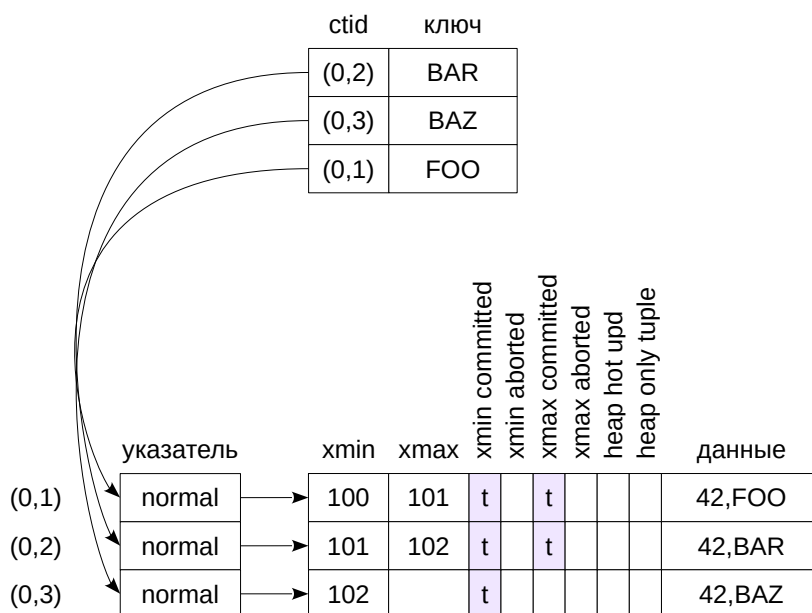 ctid ключ
(0,2) BAR
(0,3) BAZ
(0,1) FOO
xmin committed
xmin aborted
xmax committed
xmax aborted
heap hot upd
heap only tuple
указатель xmin xmax данные
(0,1) normal 100 101 t t 42,FOO
(0,2) normal 101 102 t t 42,BAR
(0,3) normal 102 t 42,BAZ